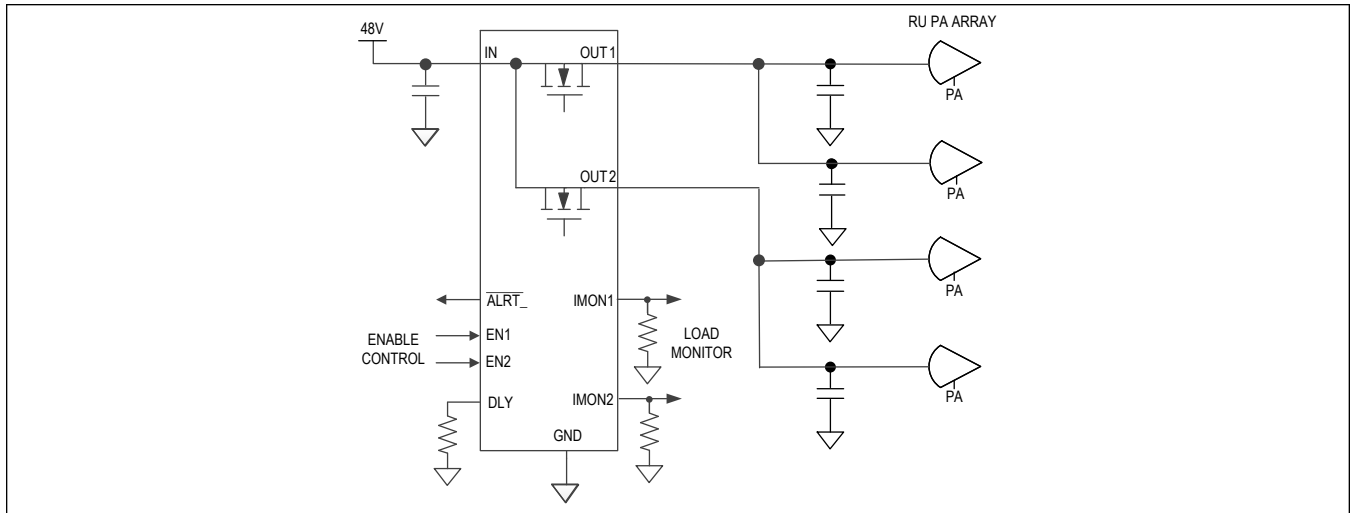 RU PA ARRAY
48V
IN
OUT1
PA
OUT2
PA
ALRT_
IMON1
PA
ENABLE
CONTROL
EN1
EN2
LOAD
MONITOR
DLY
IMON2
PA
GND